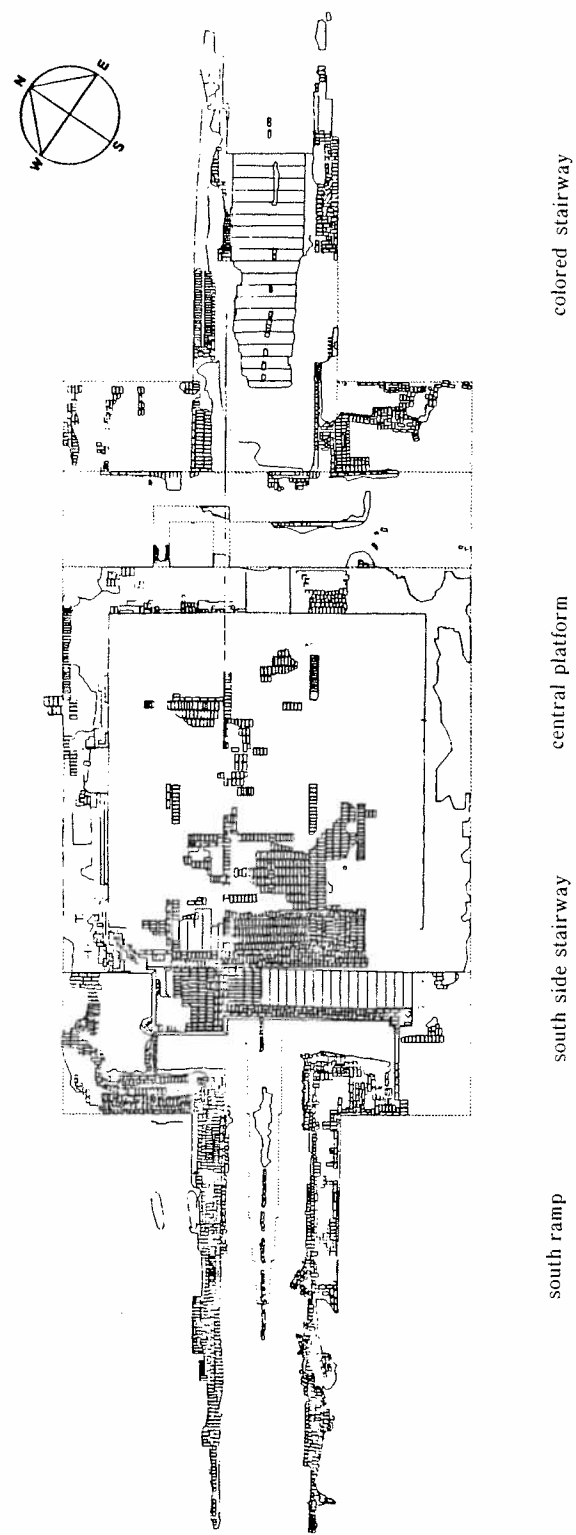 N
E
W
S
colored stairway
central platform
south side stairway
south ramp